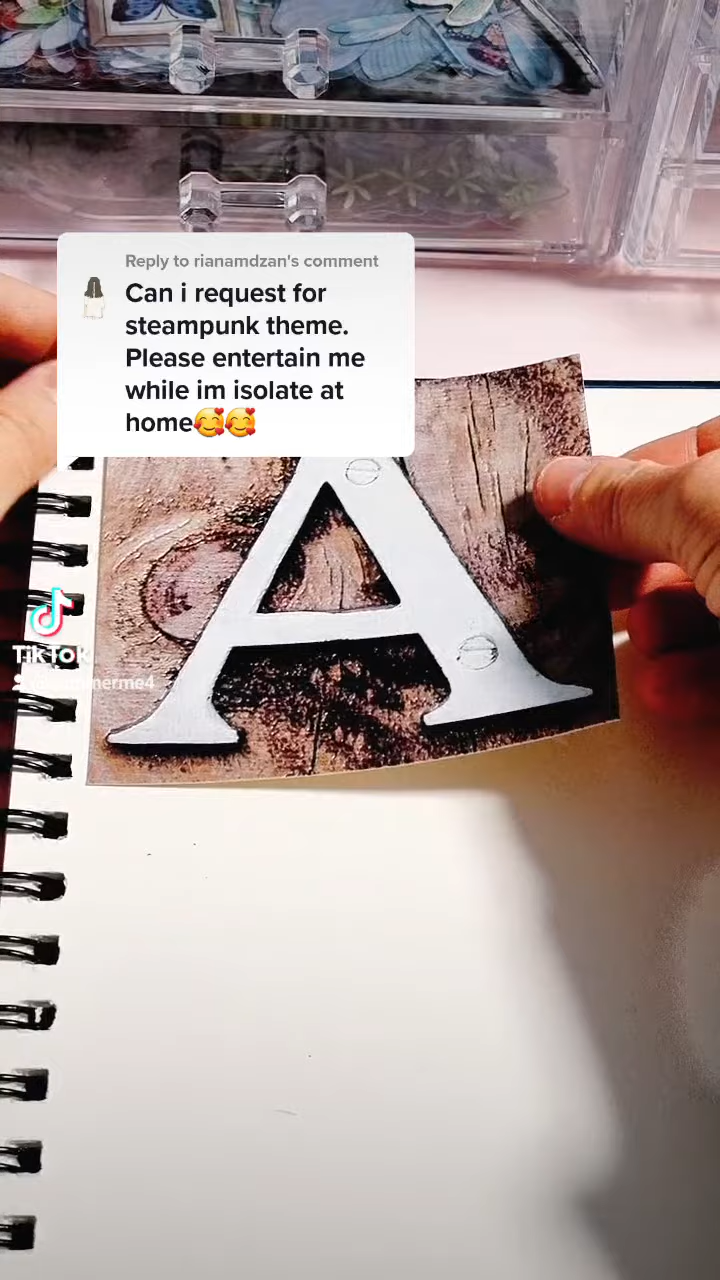 Reply to rianamdzan's comment
Can i request for
steampunk theme.
Please entertain me
while im isolate at
home🥰🥰
A
TikTok